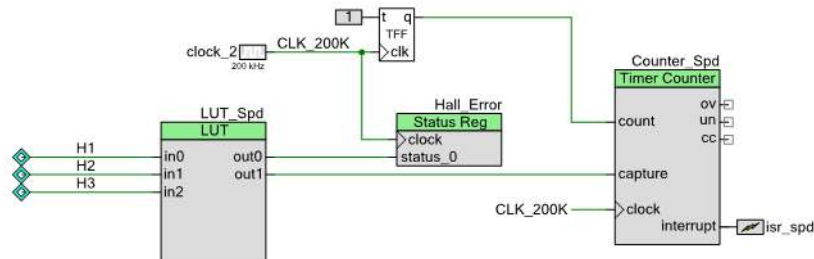 1
t q
TFF
clk
clock_2
200 kHz
CLK_200K
Counter_Spd
Timer Counter
ov
un
cc
count
capture
clock
interrupt
isr_spd
CLK_200K
Hall_Error
Status Reg
clock
status_0
LUT_Spd
LUT
in0 out0
in1 out1
in2
H1
H2
H3